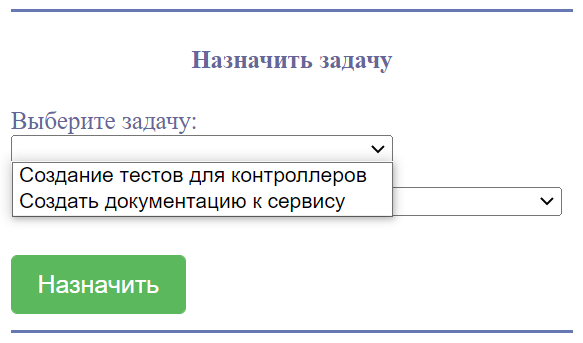 Назначить задачу
Выберите задачу:
Создание тестов для контроллеров
Создать документацию к сервису
Назначить